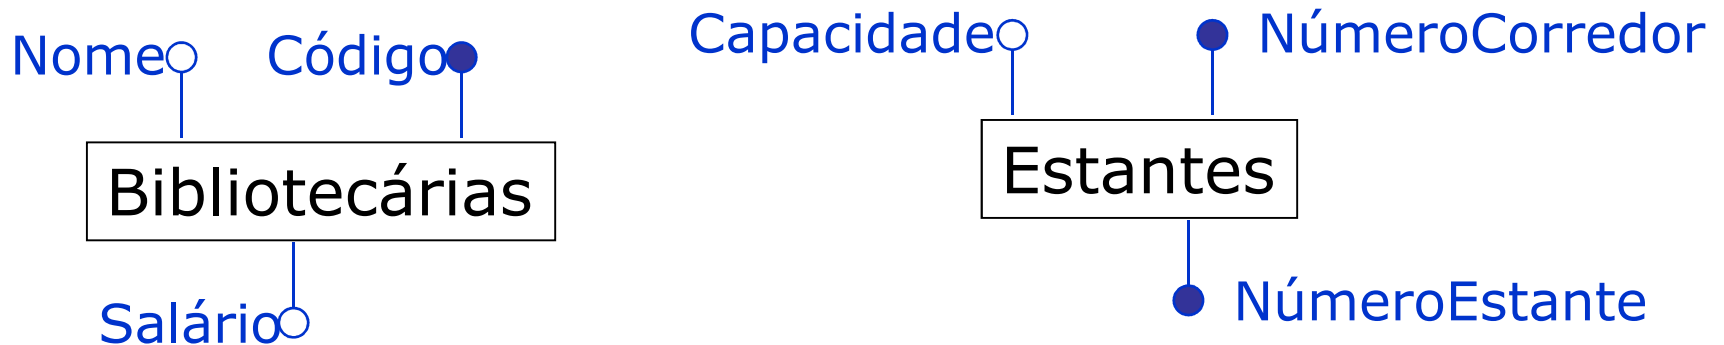 Nome
Código
Bibliotecárias
Salário
Capacidade
NúmeroCorredor
Estantes
NúmeroEstante